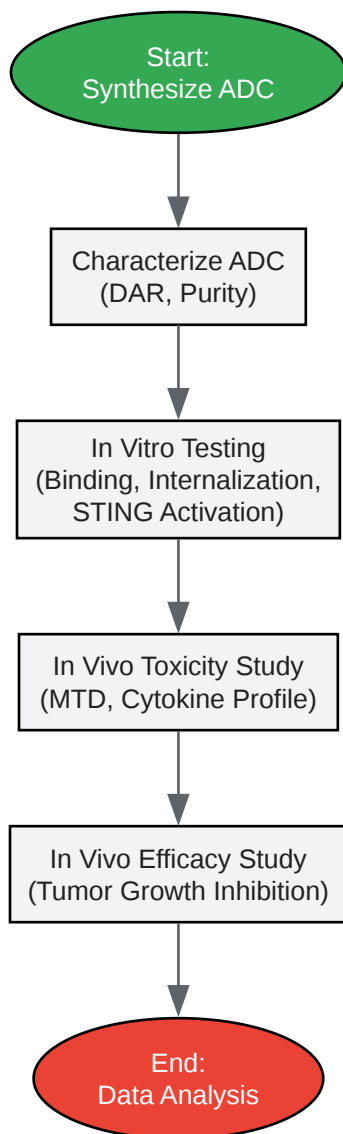 Start:
Synthesize ADC
Characterize ADC
(DAR, Purity)
In Vitro Testing
(Binding, Internalization,
STING Activation)
In Vivo Toxicity Study
(MTD, Cytokine Profile)
In Vivo Efficacy Study
(Tumor Growth Inhibition)
End:
Data Analysis